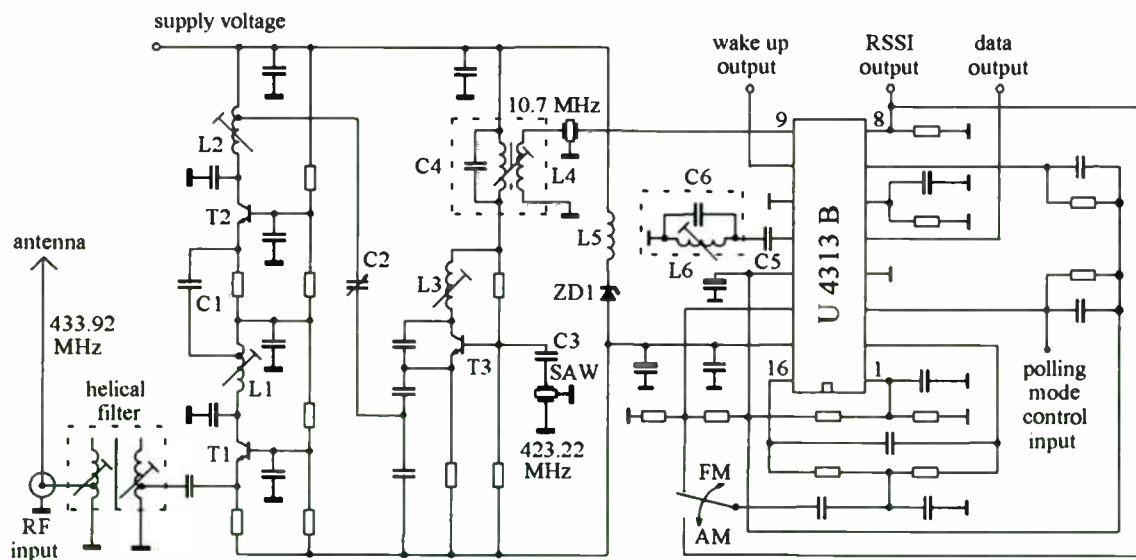 supply voltage
wake up
output
RSSI
output
data
output
10.7 MHz
9
8
L2
C4
L4
C6
T2
L5
L6
C5
U 4313 B
antenna
C2
L3
ZD1
C1
433.92
MHz
T3
C3
SAW
16
1
L1
helical
filter
polling
mode
control
input
423.22
MHz
T1
FM
AM
RF
input